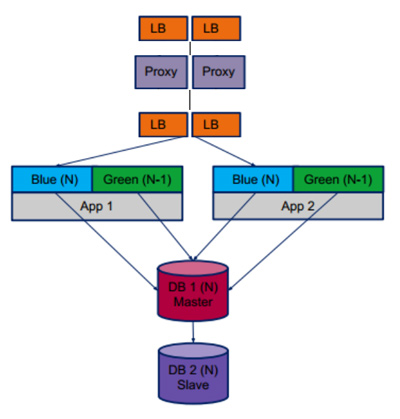 LB LB
Proxy Proxy
LB LB
Blue (N) Green (N-1) Blue (N) Green (N-1)
App 1 App 2
DB 1 (N)
Master
DB 2 (N)
Slave